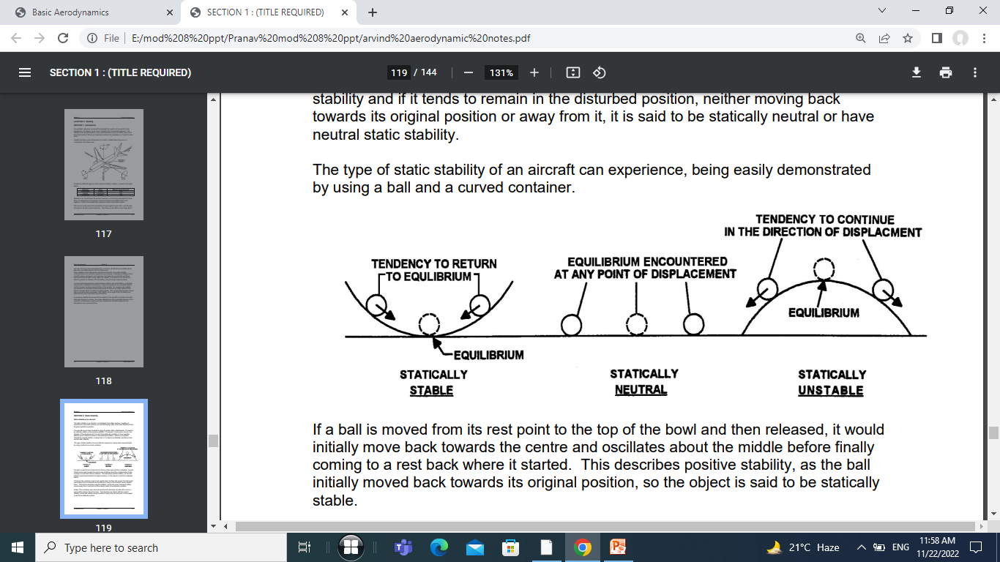 Basic Aerodynamics
SECTION 1 : (TITLE REQUIRED)
File | E:/mod%208%20ppt/Pranav%20mod%208%20ppt/arvind%20aerodynamic%20notes.pdf
SECTION 1 : (TITLE REQUIRED)
119 / 144
131%
117
118
119
stability and if it tends to remain in the disturbed position, neither moving back
towards its original position or away from it, it is said to be statically neutral or have
neutral static stability.
The type of static stability of an aircraft can experience, being easily demonstrated
by using a ball and a curved container.
TENDENCY TO RETURN
TO EQULIBRIUM
EQUILIBRIUM
STATICALLY
STABLE
EQUILIBRIUM ENCOUNTERED
AT ANY POINT OF DISPLACEMENT
STATICALLY
NEUTRAL
TENDENCY TO CONTINUE
IN THE DIRECTION OF DISPLACMENT
EQUILIBRIUM
STATICALLY
UNSTABLE
If a ball is moved from its rest point to the top of the bowl and then released, it would
initially move back towards the centre and oscillates about the middle before finally
coming to a rest back where it started.  This describes positive stability, as the ball
initially moved back towards its original position, so the object is said to be statically
stable.
Type here to search
21°C Haze
ENG
11:58 AM
11/22/2022